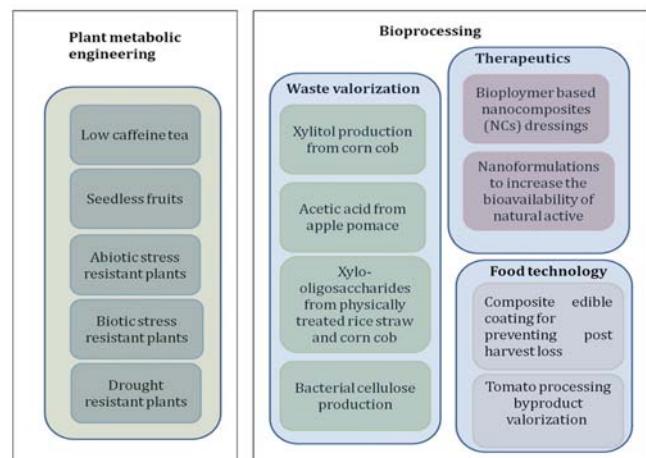 Plant metabolic
engineering
Low caffeine tea
Seedless fruits
Abiotic stress
resistant plants
Biotic stress
resistant plants
Drought
resistant plants
Bioprocessing
Waste valorization
Xylitol production
from corn cob
Acetic acid from
apple pomace
Xylo-
oligosaccharides
from physically
treated rice straw
and corn cob
Bacterial cellulose
production
Therapeutics
Bioploymer based
nanocomposites
(NCs) dressings
Nanoformulations
to increase the
bioavailability of
natural active
Food technology
Composite edible
coating for
preventing post
harvest loss
Tomato processing
byproduct
valorization